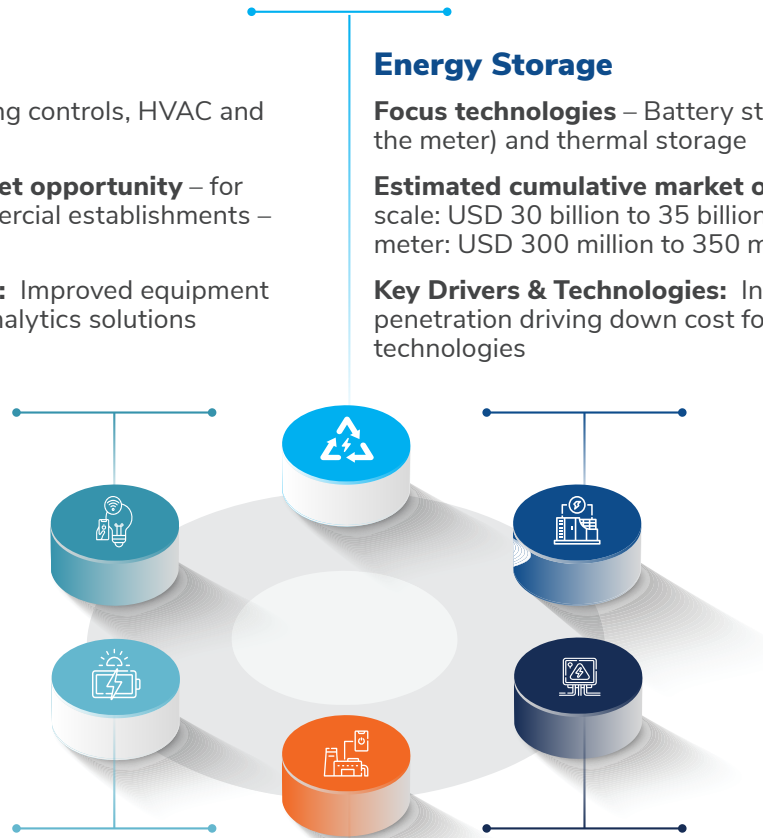 ng controls, HVAC and
et opportunity – for
ercial establishments –
: Improved equipment
nalytics solutions
Energy Storage
Focus technologies – Battery st
the meter) and thermal storage
Estimated cumulative market o
scale: USD 30 billion to 35 billion
meter: USD 300 million to 350 m
Key Drivers & Technologies: In
penetration driving down cost fo
technologies